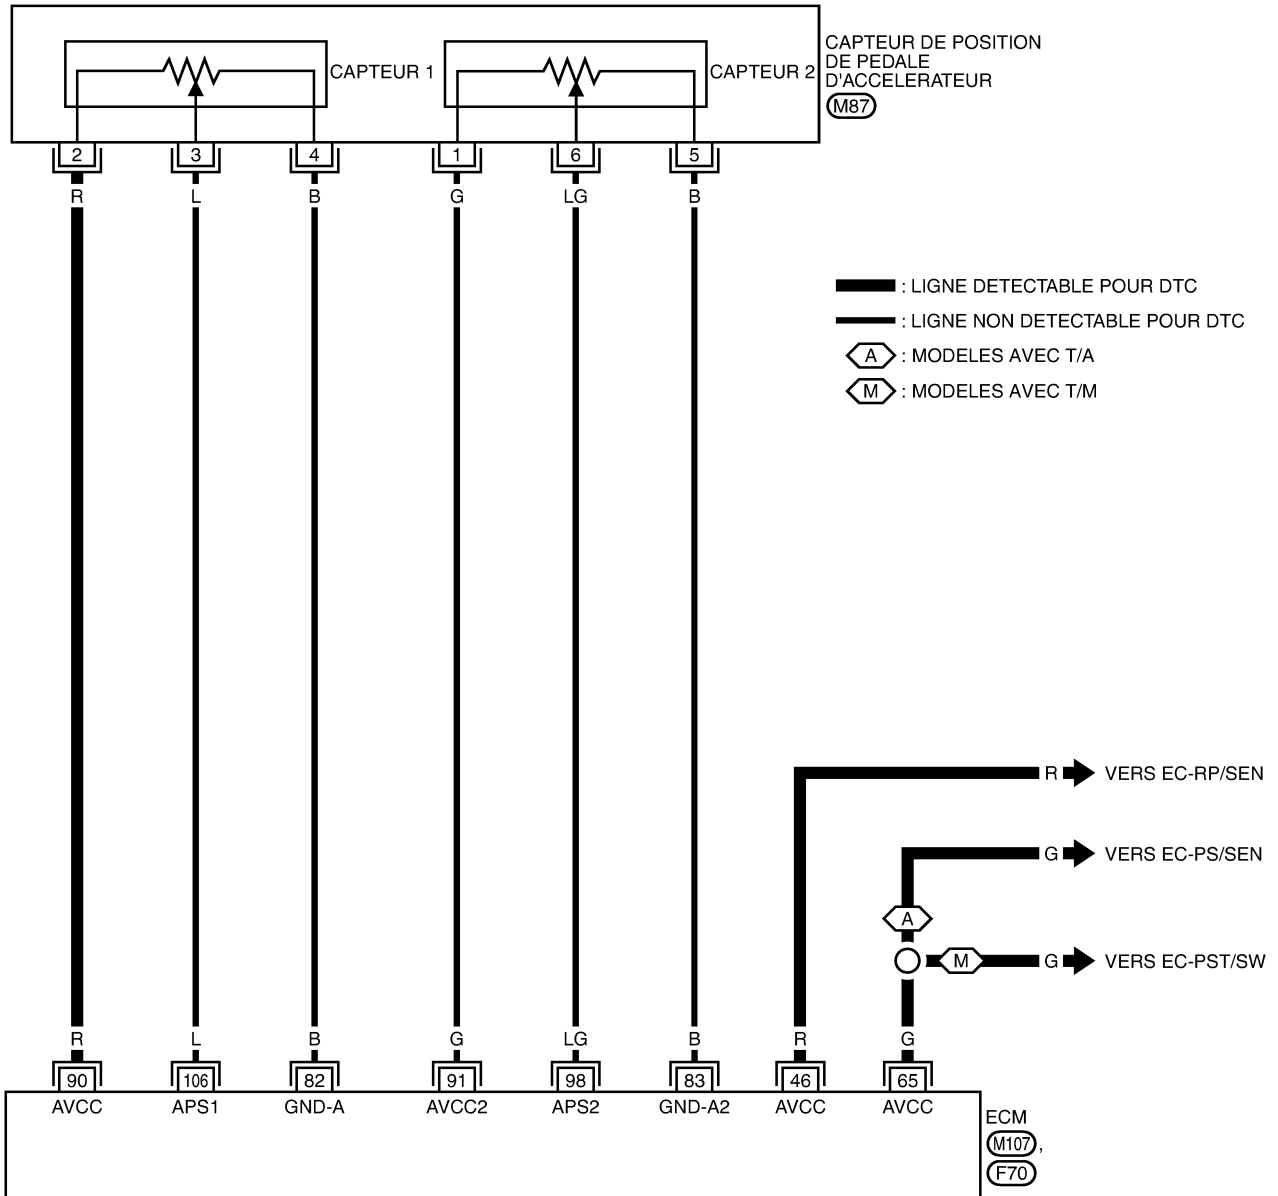 CAPTEUR 1
CAPTEUR 2
CAPTEUR DE POSITION
DE PEDALE
D'ACCELERATEUR
M87
2 3 4 1 6 5
R L B G LG B
: LIGNE DETECTABLE POUR DTC
: LIGNE NON DETECTABLE POUR DTC
A : MODELES AVEC T/A
M : MODELES AVEC T/M
R VERS EC-RP/SEN
G VERS EC-PS/SEN
A
M G VERS EC-PST/SW
R L B G LG B R G
90 106 82 91 98 83 46 65
AVCC APS1 GND-A AVCC2 APS2 GND-A2 AVCC AVCC
ECM
M107,
F70